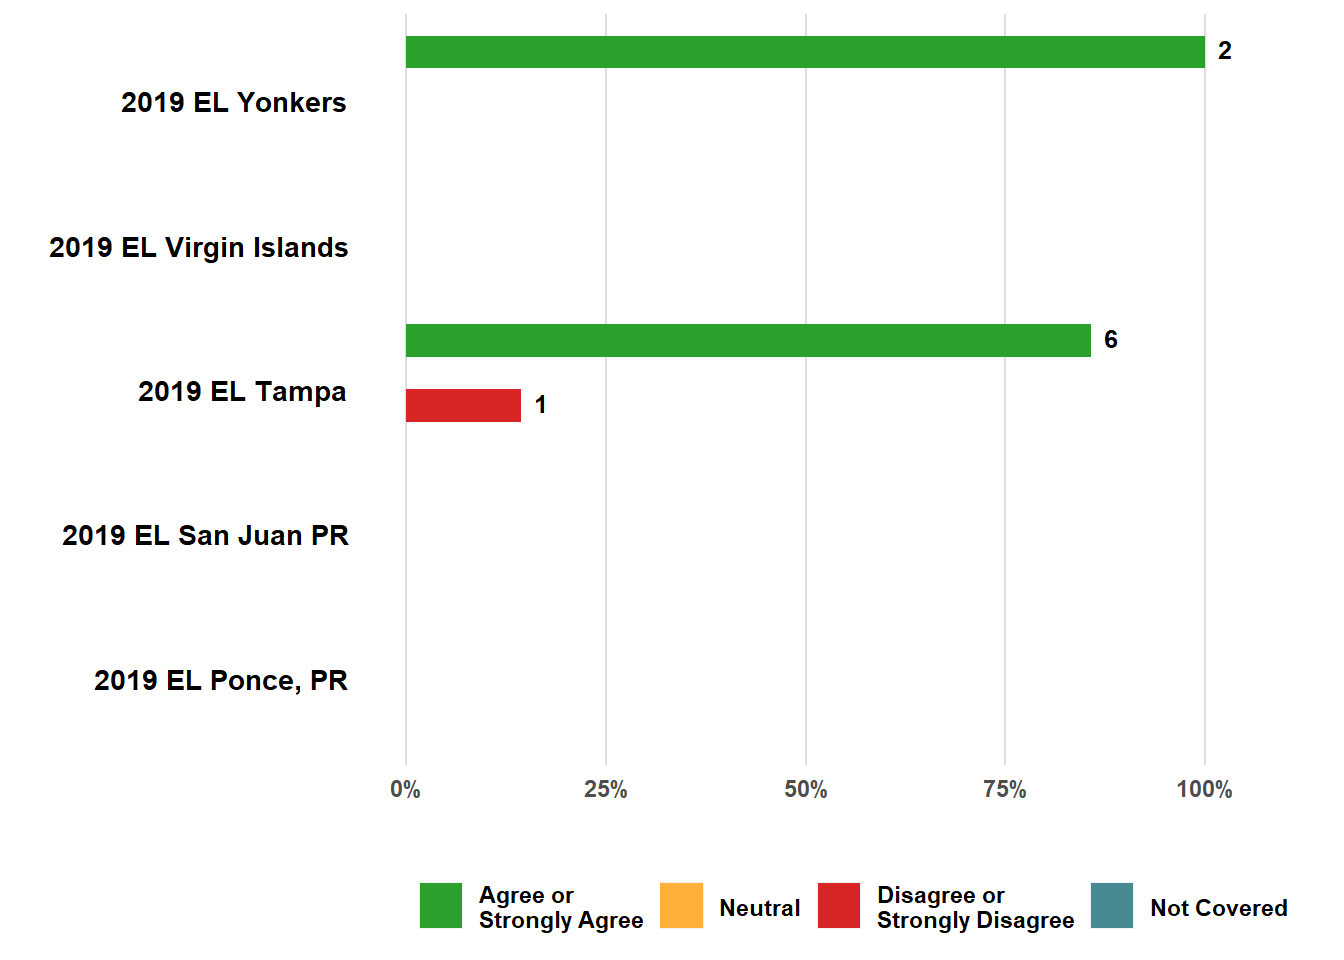 2
2019 EL Yonkers
2019 EL Virgin Islands
6
2019 EL Tampa
1
2019 EL San Juan PR
2019 EL Ponce, PR
0% 25% 50% 75% 100%
Agree or
Strongly Agree
Neutral
Disagree or
Strongly Disagree
Not Covered